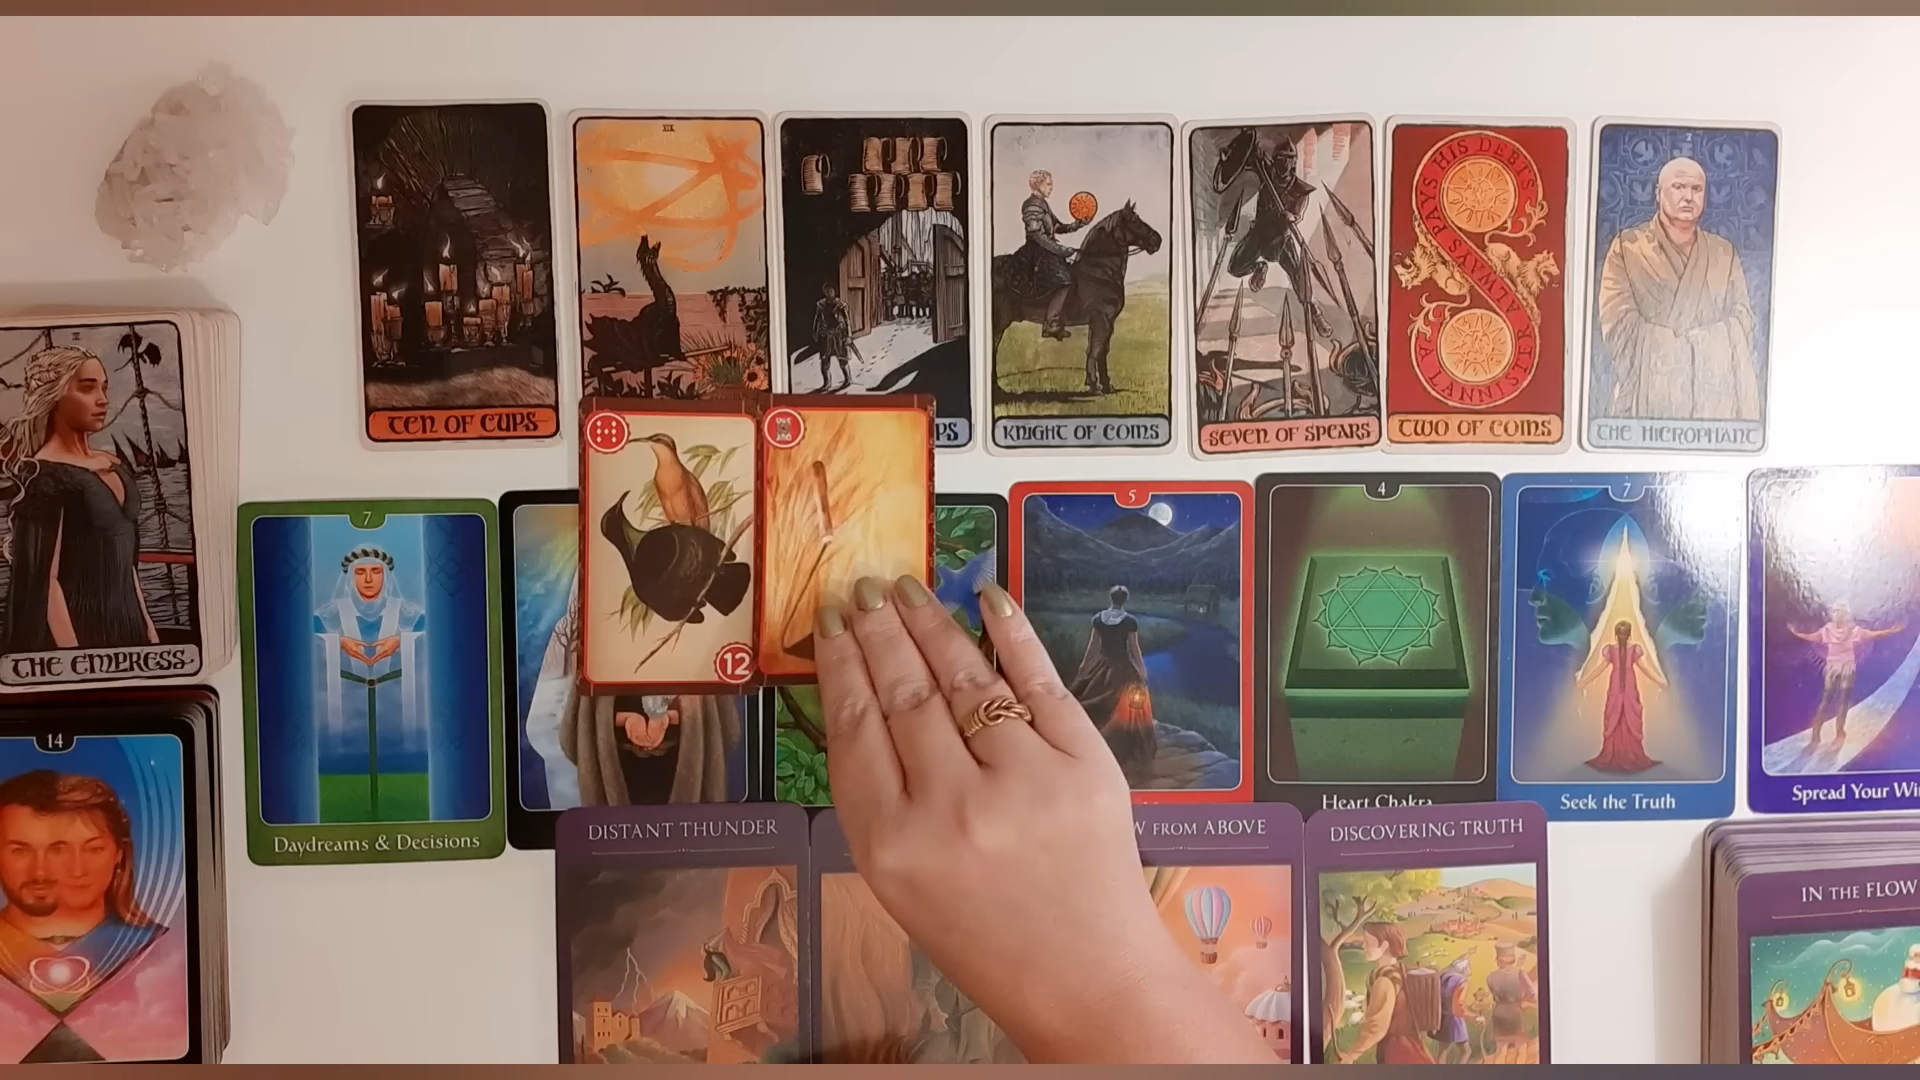 TEN OF CUPS
XIX
PS
KNIGHT OF COINS
SEVEN OF SPEARS
A LANNISTER ALWAYS PAYS HIS DEBTS
TWO OF COINS
THE HIEROPHANT
II
THE EMPRESS
12
7
Daydreams & Decisions
5
4
Heart Chakra
7
Seek the Truth
Spread Your Wi
14
DISTANT THUNDER
W FROM ABOVE
DISCOVERING TRUTH
IN THE FLOW